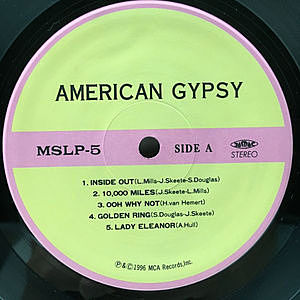 AMERICAN GYPSY
MSLP-5
SIDE A
STEREO
1. INSIDE OUT(L.Mills-J.Skeete-S.Douglas)
2. 10,000 MILES(J.Skeete-L.Mills)
3. OOH WHY NOT(H.van Hemert)
4. GOLDEN RING(S.Douglas-J.Skeete)
5. LADY ELEANOR(A.Hull)
Ⓟ&©1996 MCA Records,Inc.